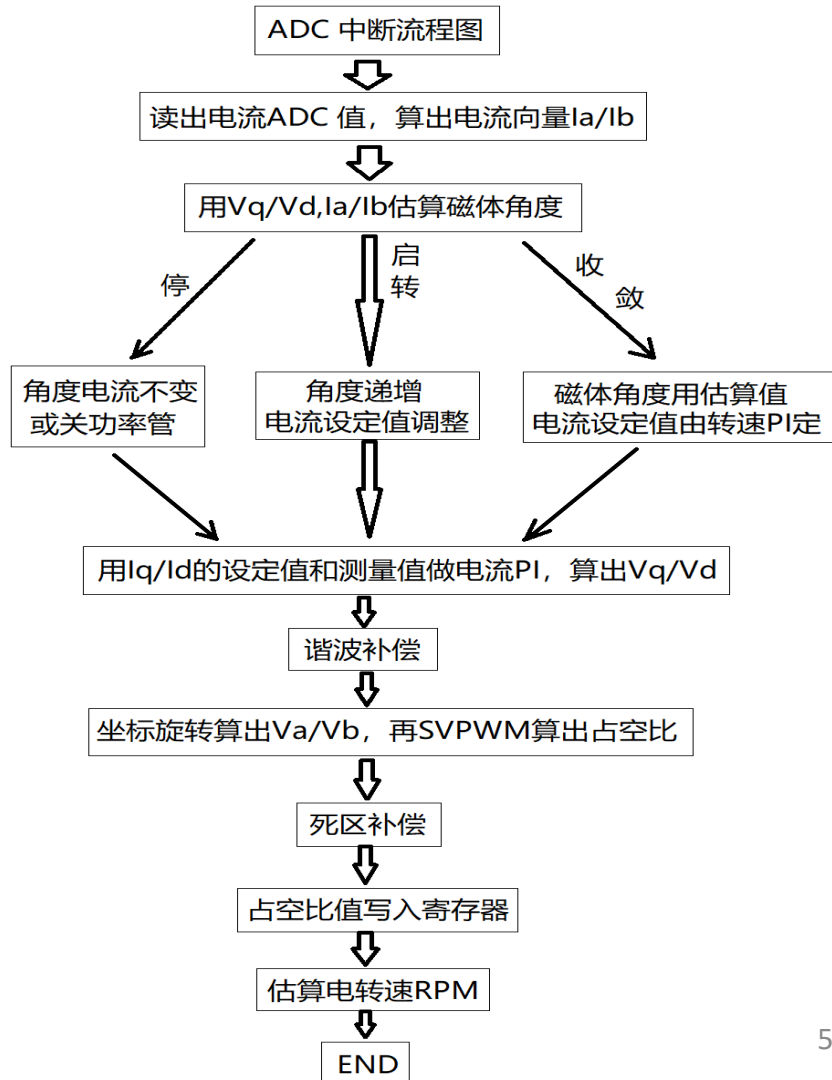 ADC 中断流程图
读出电流ADC 值，算出电流向量Ia/Ib
用Vq/Vd,Ia/Ib估算磁体角度
停
启
转
收
敛
角度电流不变
或关功率管
角度递增
电流设定值调整
磁体角度用估算值
电流设定值由转速PI定
用Iq/Id的设定值和测量值做电流PI，算出Vq/Vd
谐波补偿
坐标旋转算出Va/Vb，再SVPWM算出占空比
死区补偿
占空比值写入寄存器
估算电转速RPM
END
5